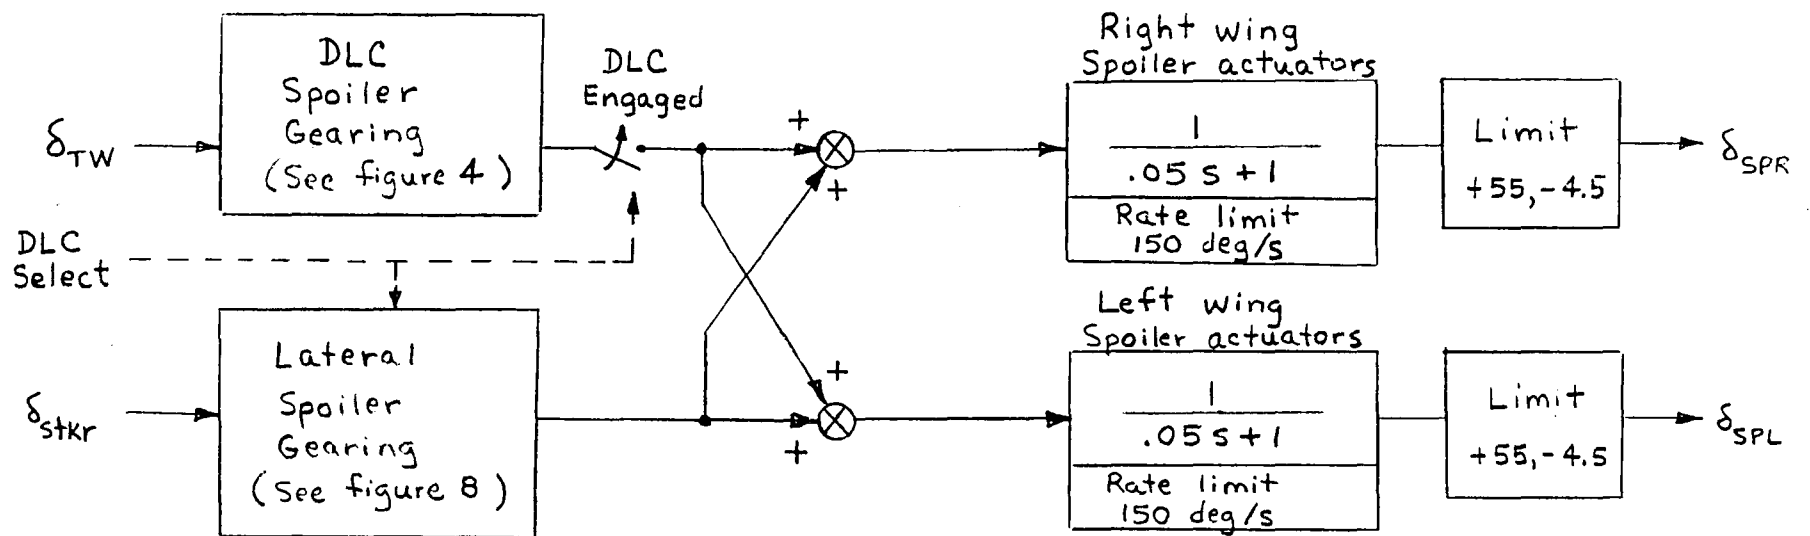 DLC
Spoiler
Gearing
(See figure 4)
δTW
DLC
Engaged
+
+
Right wing
Spoiler actuators
1
.05 s + 1
Rate limit
150 deg/s
Limit
+55, -4.5
δSPR
DLC
Select
Lateral
Spoiler
Gearing
(See figure 8)
δstkr
+
+
Left wing
Spoiler actuators
1
.05 s + 1
Rate limit
150 deg/s
Limit
+55, -4.5
δSPL